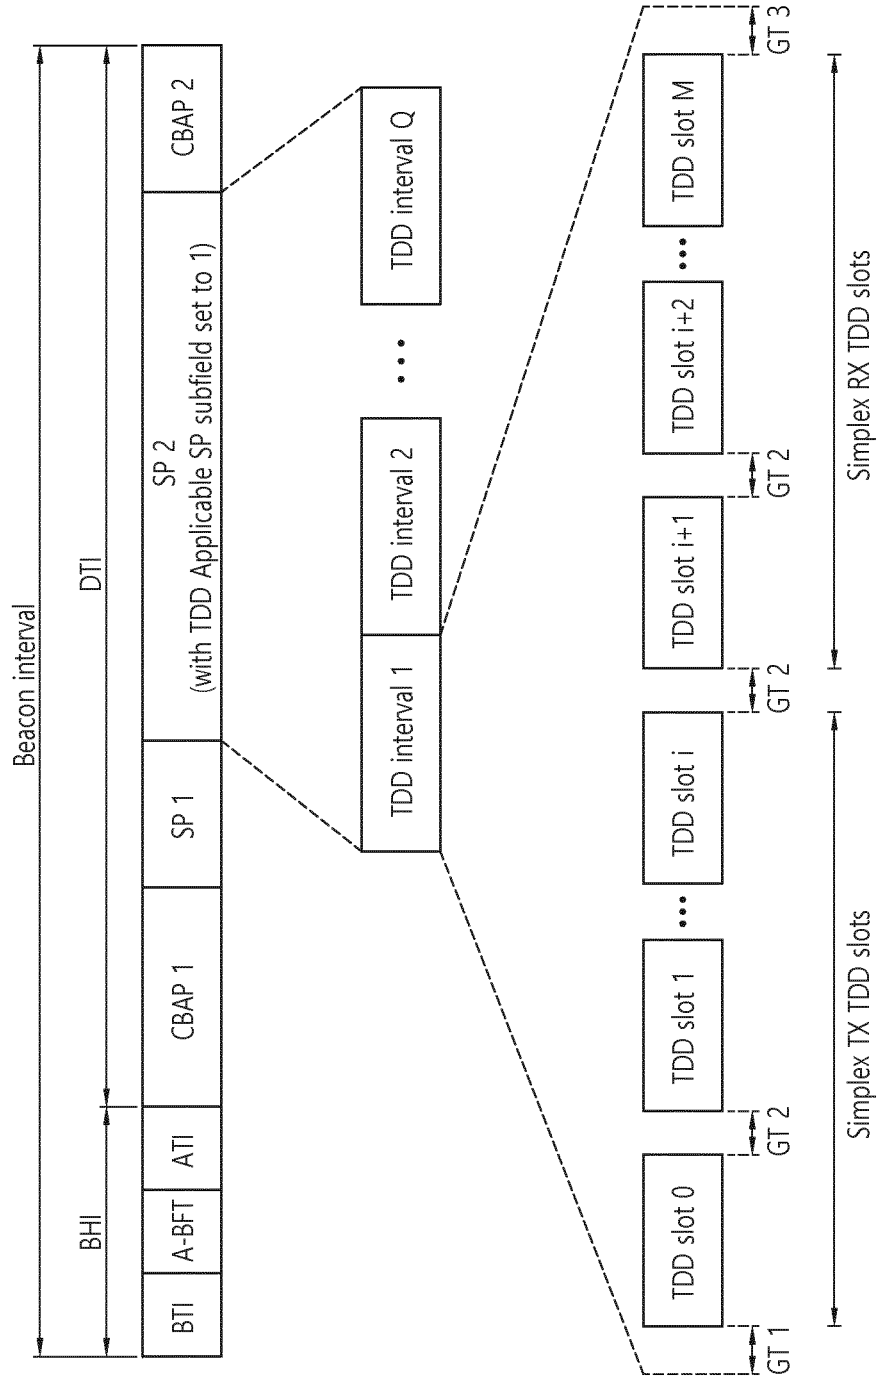 Beacon interval
BHI
DTI
BTI
A-BFT
ATI
CBAP 1
SP 1
SP 2
(with TDD Applicable SP subfield set to 1)
CBAP 2
TDD interval 1
TDD interval 2
•••
TDD interval Q
TDD slot 0
TDD slot 1
•••
TDD slot i
TDD slot i+1
TDD slot i+2
•••
TDD slot M
GT 1
GT 2
GT 2
GT 2
GT 3
Simplex TX TDD slots
Simplex RX TDD slots